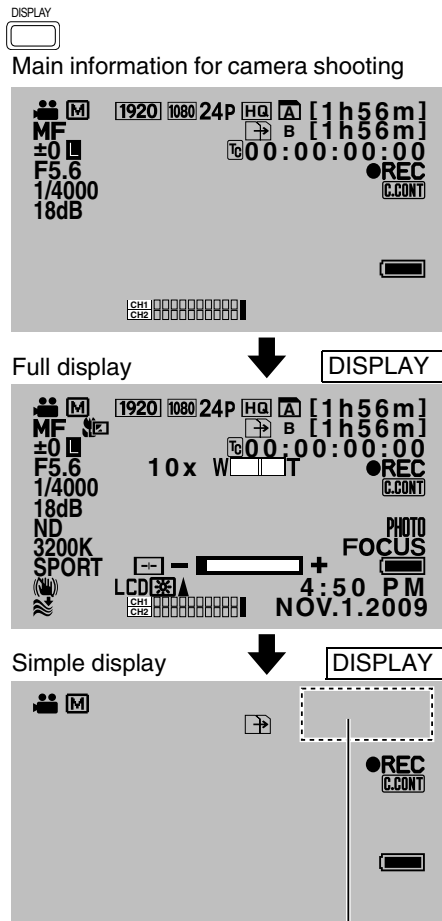 DISPLAY
Main information for camera shooting
M 1920 1080 24P HQ A [1h56m]
MF B [1h56m]
±0 L TC 00:00:00:00
F5.6 ●REC
1/4000 C.CONT
18dB
CH1
CH2
Full display DISPLAY
M 1920 1080 24P HQ A [1h56m]
MF B [1h56m]
±0 L TC 00:00:00:00
F5.6 10x W T ●REC
1/4000 C.CONT
18dB
ND PHOTO
3200K FOCUS
SPORT - +
LCD 4:50 PM
CH1
CH2 NOV.1.2009
Simple display DISPLAY
M
●REC
C.CONT